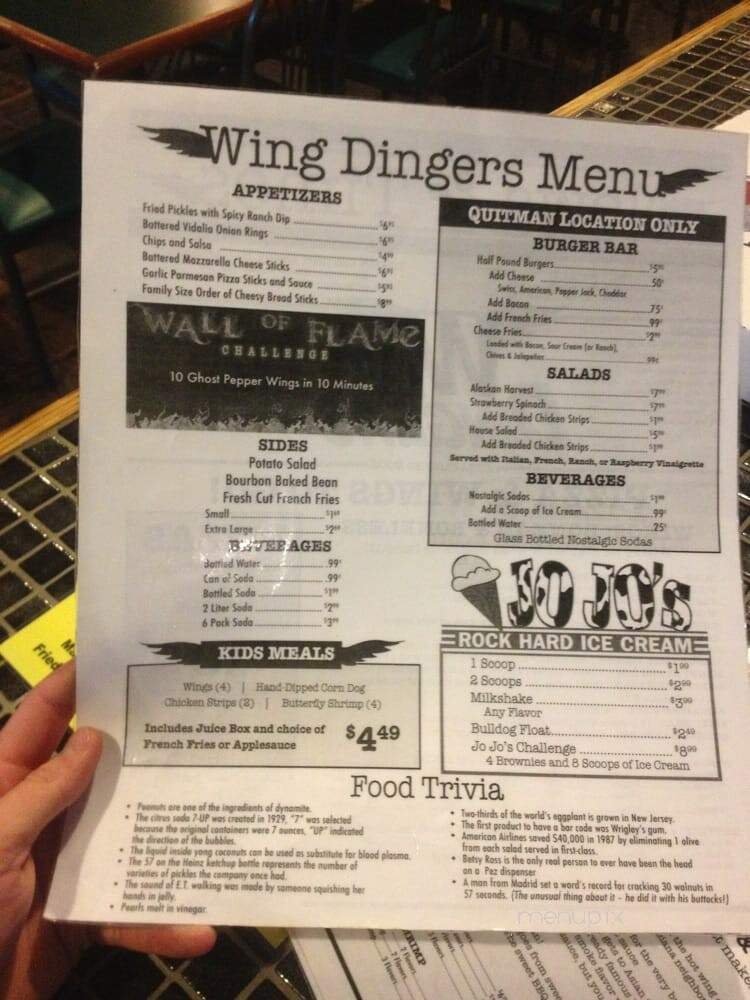 Wing Dingers Menu
APPETIZERS
Fried Pickles with Spicy Ranch Dip $6⁹⁵
Battered Vidalia Onion Rings $6⁹⁵
Chips and Salsa $4⁹⁹
Battered Mozzarella Cheese Sticks $6⁹⁵
Garlic Parmesan Pizza Sticks and Sauce $5⁹⁵
Family Size Order of Cheesy Bread Sticks $8⁹⁹
WALL OF FLAME
CHALLENGE
10 Ghost Pepper Wings in 10 Minutes
SIDES
Potato Salad
Bourbon Baked Bean
Fresh Cut French Fries
Small $1⁶⁹
Extra Large
BEVERAGES
Bottled Water .99
Can of Soda .99
Bottled Soda
2 Liter Soda
6 Pack Soda
KIDS MEALS
Wings (4) | Hand-Dipped Corn Dog
Chicken Strips (2) | Butterfly Shrimp (4)
Includes Juice Box and choice of
French Fries or Applesauce
$4.49
QUITMAN LOCATION ONLY
BURGER BAR
Half Pound Burgers
Add Cheese .50
Swiss, American, Pepper Jack, Cheddar
Add Bacon .75
Add French Fries .99
Cheese Fries
Loaded with Bacon, Sour Cream (or Ranch),
Chives & Jalapeños .99¢
SALADS
Alaskan Harvest
Strawberry Spinach
Add Breaded Chicken Strips
House Salad
Add Breaded Chicken Strips
Served with Italian, French, Ranch, or Raspberry Vinaigrette
BEVERAGES
Nostalgic Sodas
Add a Scoop of Ice Cream .99
Bottled Water .25
Glass Bottled Nostalgic Sodas
JO JO's
ROCK HARD ICE CREAM
1 Scoop $1⁹⁹
2 Scoops $2⁹⁹
Milkshake $3⁹⁹
Any Flavor
Bulldog Float $2⁴⁹
Jo Jo's Challenge $8⁹⁹
4 Brownies and 8 Scoops of Ice Cream
Food Trivia
• Peanuts are one of the ingredients of dynamite.
• The citrus soda 7-UP was created in 1929, "7" was selected
because the original containers were 7 ounces, "UP" indicated
the direction of the bubbles.
• The liquid inside yong coconuts can be used as substitute for blood plasma.
• The 57 on the Heinz ketchup bottle represents the number of
varieties of pickles the company once had.
• The sound of E.T. walking was made by someone squishing her
hands in jelly.
• Pearls melt in vinegar.
• Two-thirds of the world's eggplant is grown in New Jersey.
• The first product to have a bar code was Wrigley's gum.
• American Airlines saved $40,000 in 1987 by eliminating 1 olive
from each salad served in first-class.
• Betsy Ross is the only real person to ever have been the head
on a Pez dispenser
• A man from Madrid set a word's record for cracking 30 walnuts in
57 seconds. (The unusual thing about it - he did it with his buttocks!)
menupix
Fried